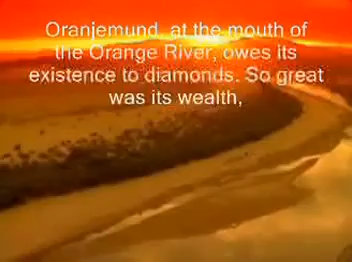 Oranjemund, at the mouth of
the Orange River, owes its
existence to diamonds. So great
was its wealth,